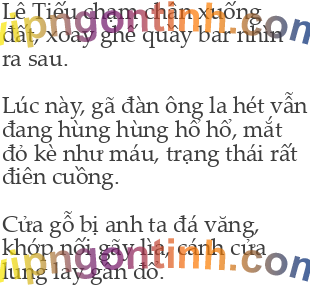 Lê Tiếu chạm chân xuống
đất, xoay ghế quầy bar nhìn
ra sau.
Lúc này, gã đàn ông la hét vẫn
đang hùng hùng hổ hổ, mắt
đỏ kè như máu, trạng thái rất
điên cuồng.
Cửa gỗ bị anh ta đá văng,
khớp nối gãy lìa, cánh cửa
lung lay gần đổ.